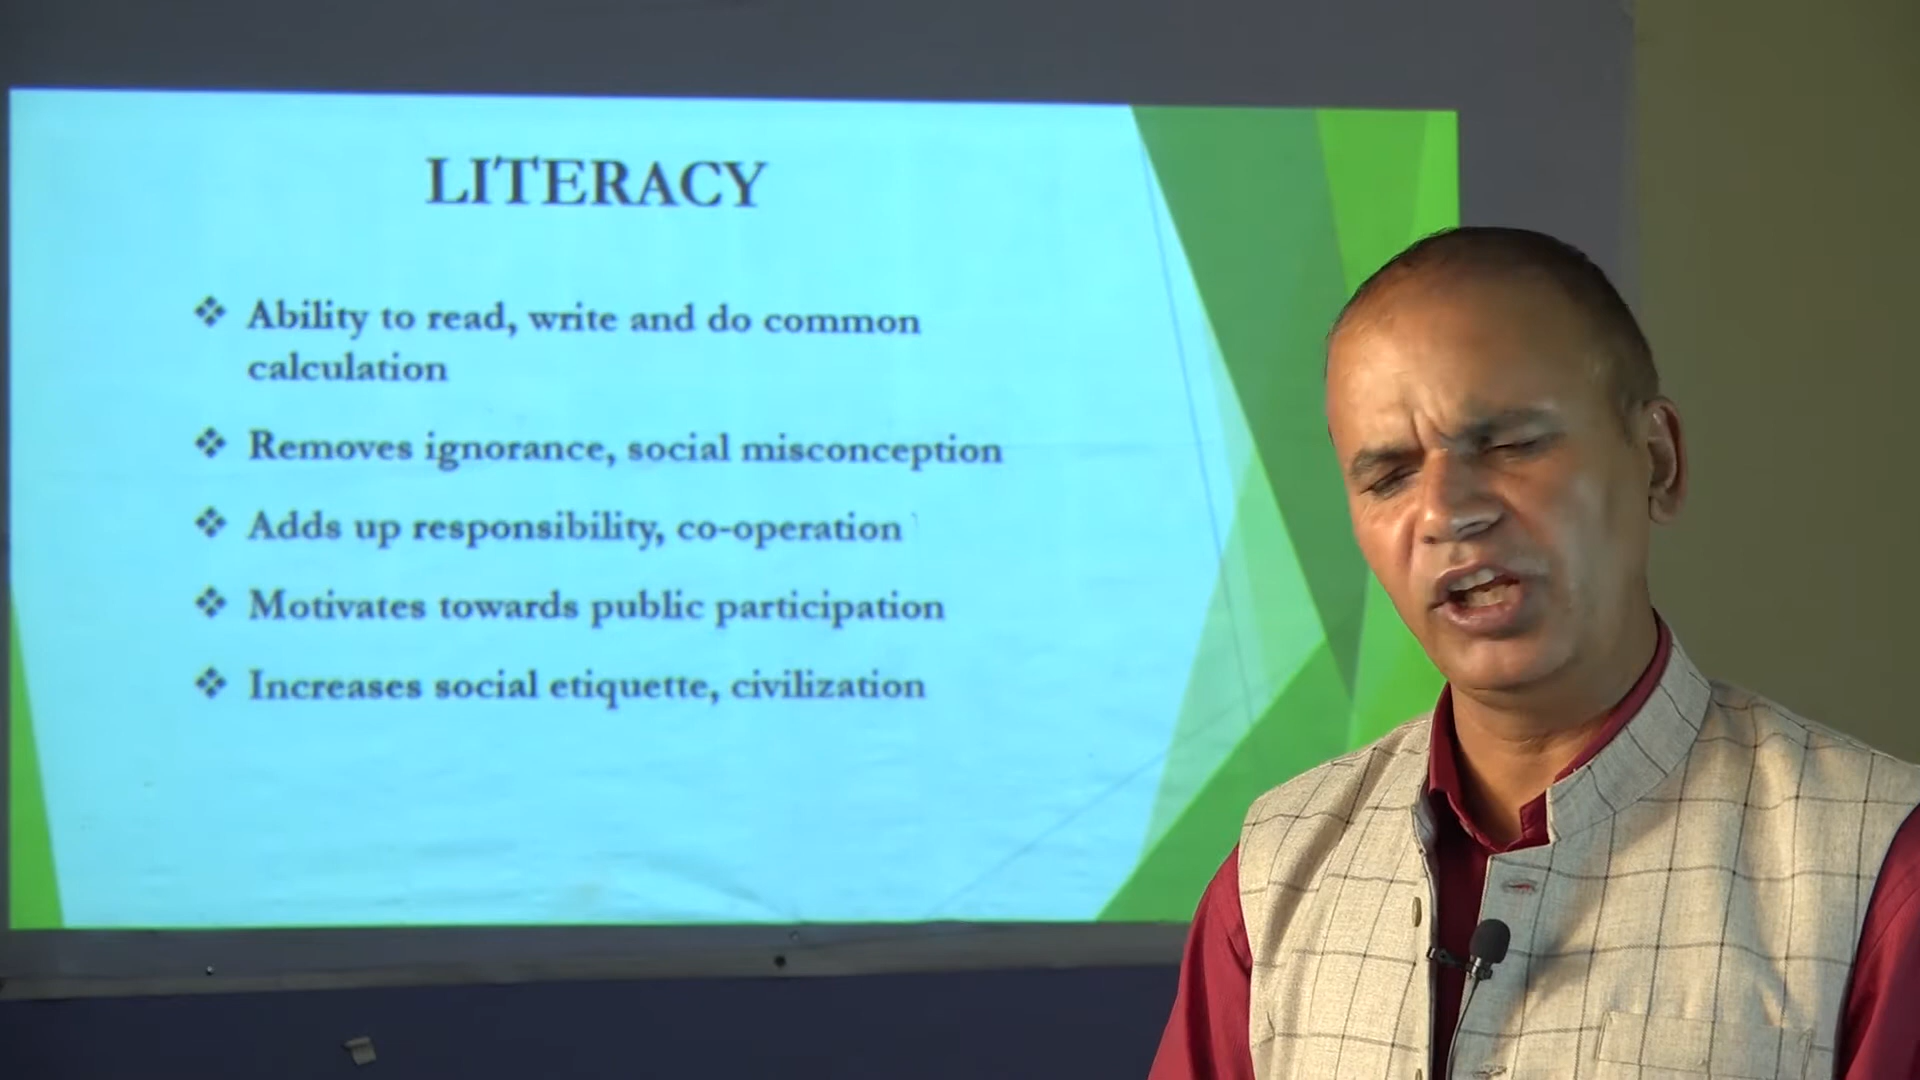 LITERACY
❖ Ability to read, write and do common
calculation
❖ Removes ignorance, social misconception
❖ Adds up responsibility, co-operation
❖ Motivates towards public participation
❖ Increases social etiquette, civilization